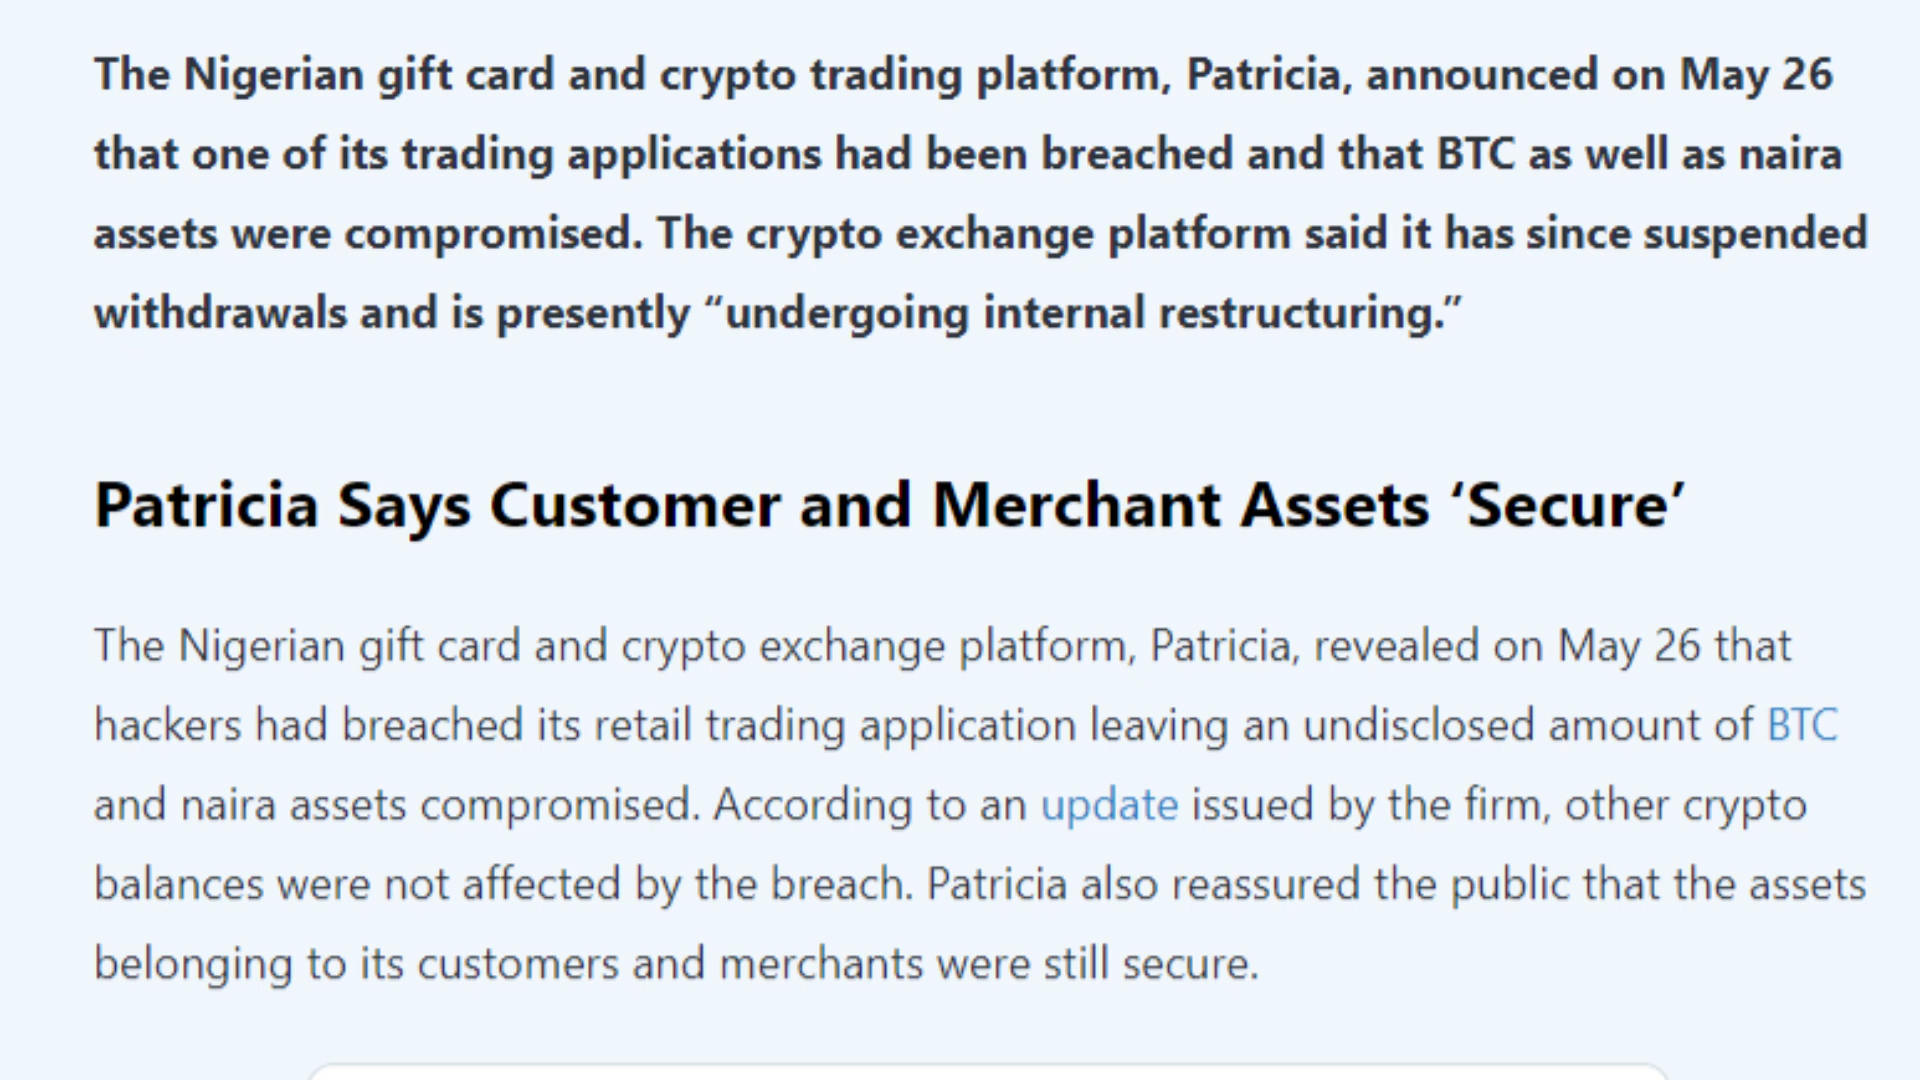 The Nigerian gift card and crypto trading platform, Patricia, announced on May 26
that one of its trading applications had been breached and that BTC as well as naira
assets were compromised. The crypto exchange platform said it has since suspended
withdrawals and is presently “undergoing internal restructuring.”
Patricia Says Customer and Merchant Assets ‘Secure’
The Nigerian gift card and crypto exchange platform, Patricia, revealed on May 26 that
hackers had breached its retail trading application leaving an undisclosed amount of BTC
and naira assets compromised. According to an update issued by the firm, other crypto
balances were not affected by the breach. Patricia also reassured the public that the assets
belonging to its customers and merchants were still secure.